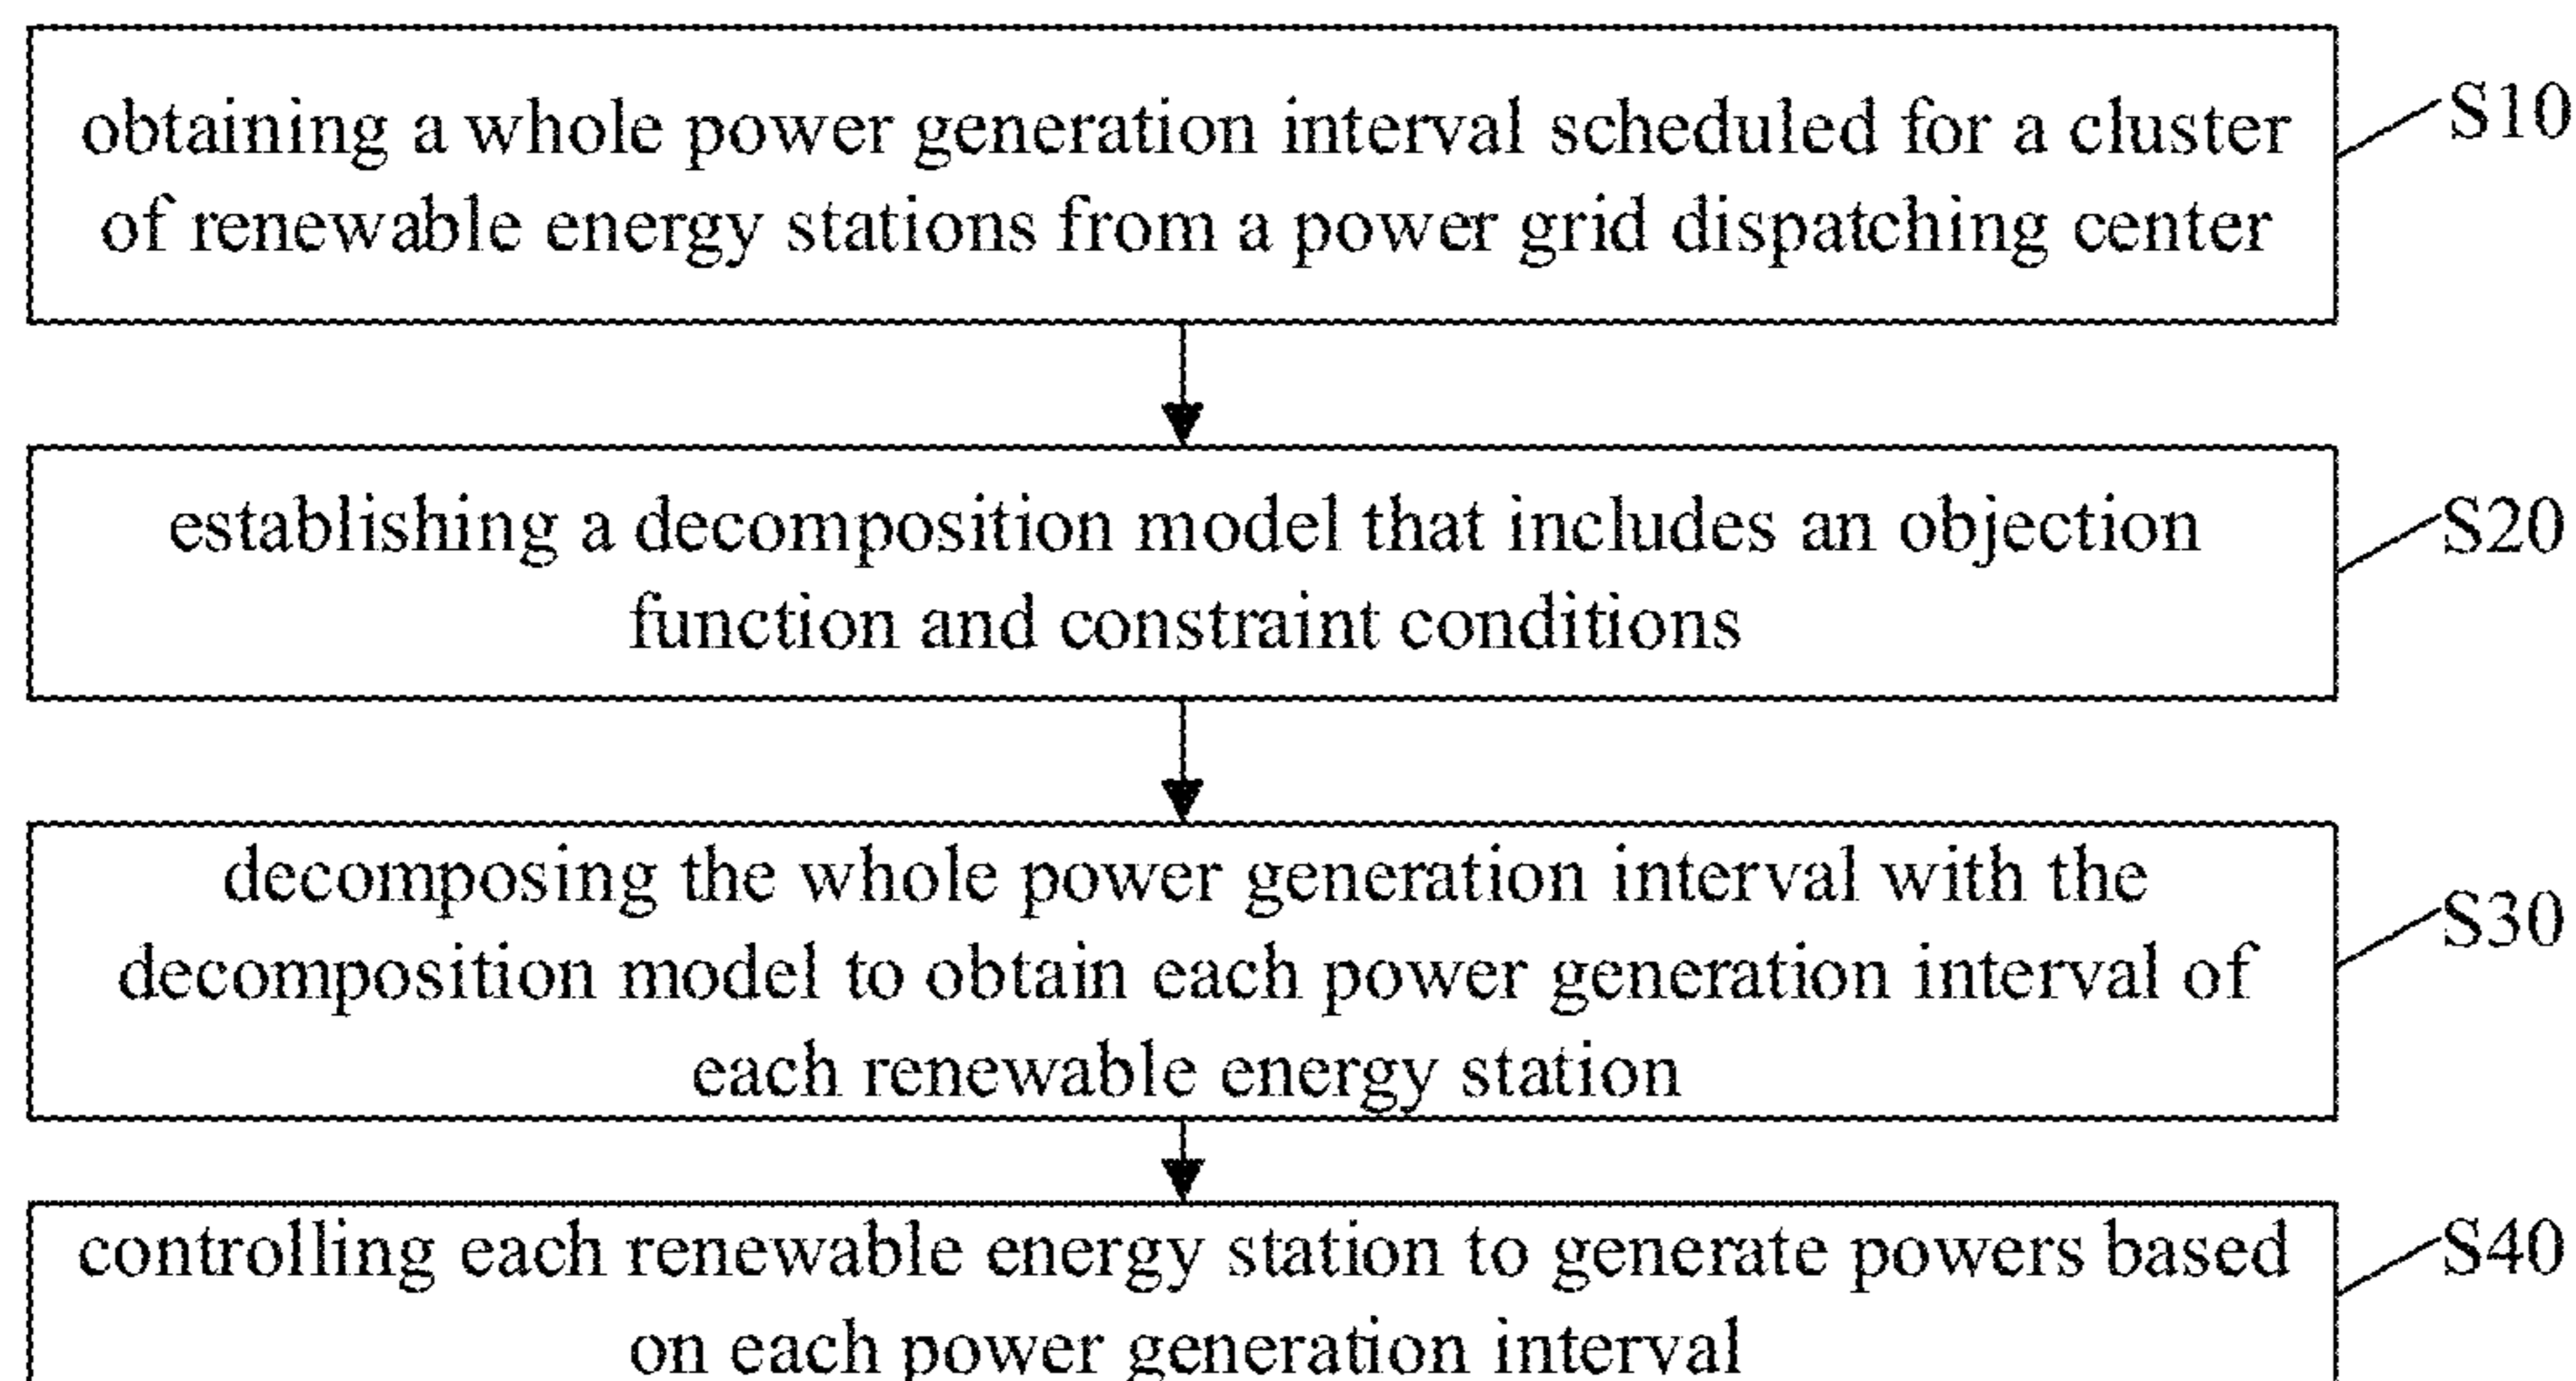 obtaining a whole power generation interval scheduled for a cluster
of renewable energy stations from a power grid dispatching center
S10
establishing a decomposition model that includes an objection
function and constraint conditions
S20
decomposing the whole power generation interval with the
decomposition model to obtain each power generation interval of
each renewable energy station
S30
controlling each renewable energy station to generate powers based
on each power generation interval
S40